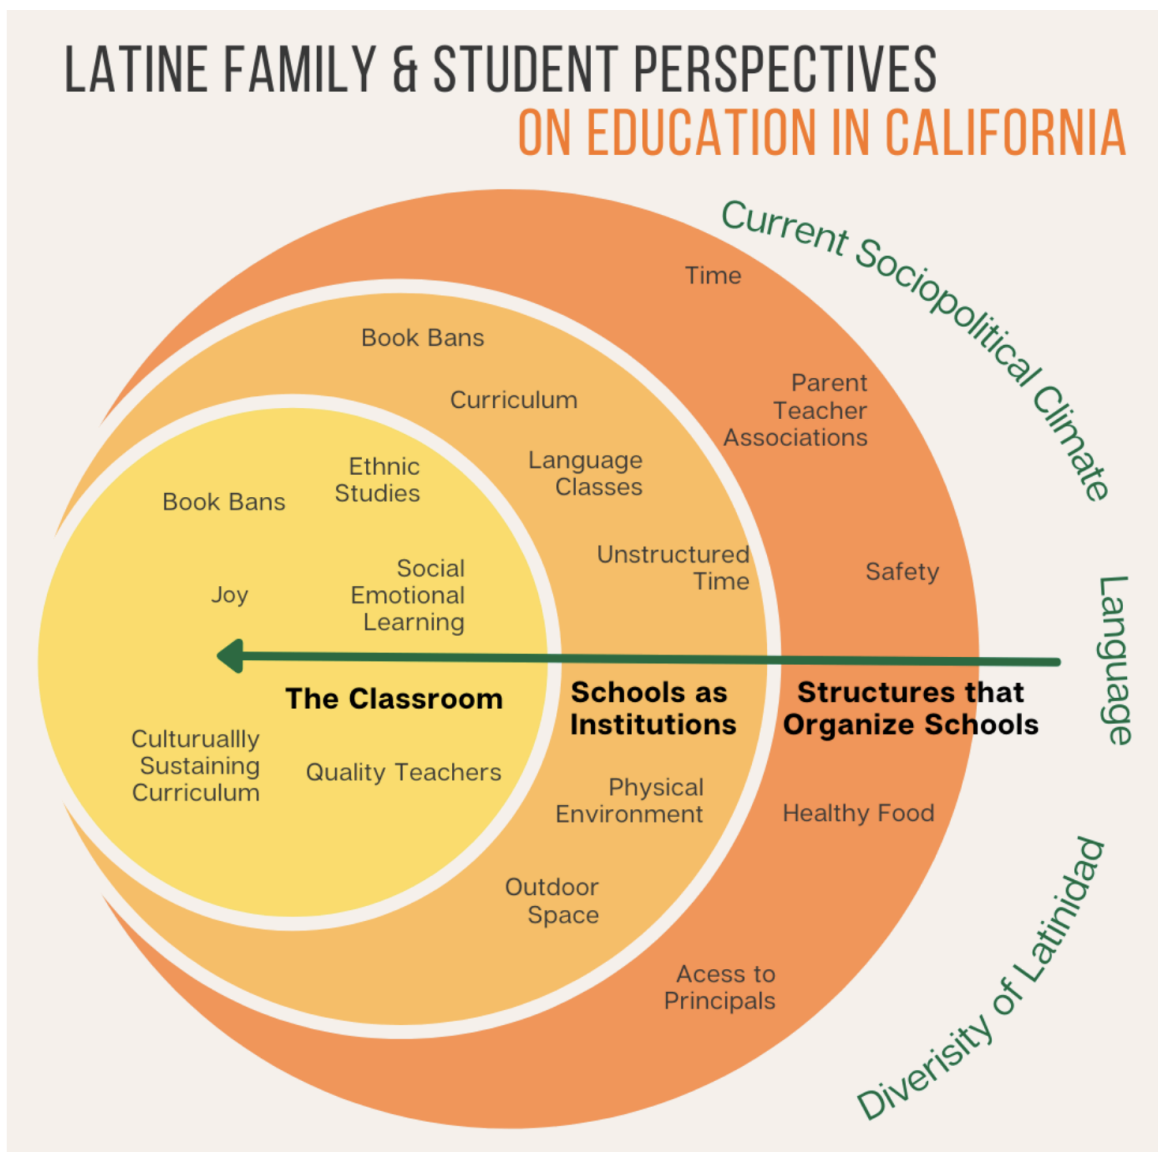 LATINE FAMILY & STUDENT PERSPECTIVES
ON EDUCATION IN CALIFORNIA
Current Sociopolitical Climate
Language
Diverisity of Latinidad
Time
Parent
Teacher
Associations
Safety
Structures that
Organize Schools
Healthy Food
Acess to
Principals
Book Bans
Curriculum
Language
Classes
Unstructured
Time
Schools as
Institutions
Physical
Environment
Outdoor
Space
Ethnic
Studies
Book Bans
Social
Emotional
Learning
Joy
The Classroom
Culturuallly
Sustaining
Curriculum
Quality Teachers